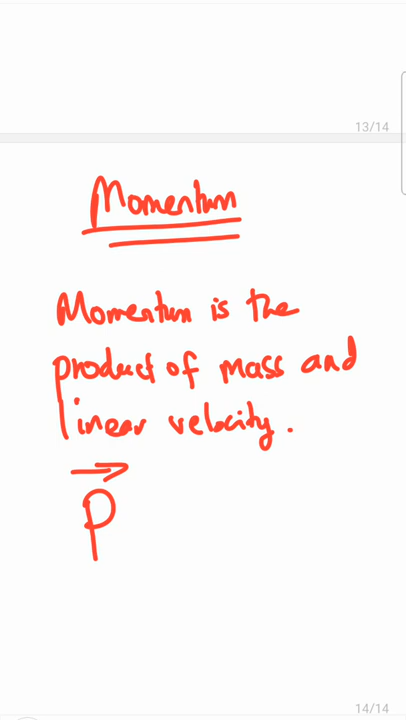 13/14
Momentum
Momentum is the
product of mass and
linear velocity.
→
P
14/14